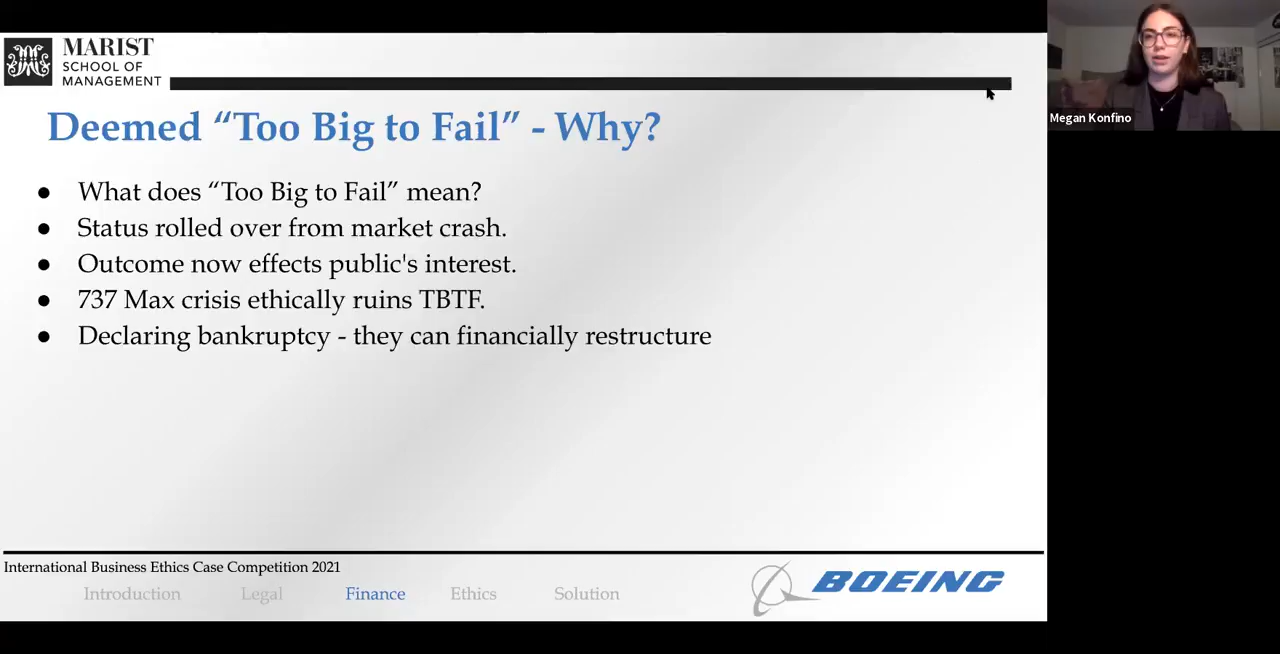 MARIST
SCHOOL OF
MANAGEMENT
Deemed “Too Big to Fail” - Why?
● What does “Too Big to Fail” mean?
● Status rolled over from market crash.
● Outcome now effects public's interest.
● 737 Max crisis ethically ruins TBTF.
● Declaring bankruptcy - they can financially restructure
International Business Ethics Case Competition 2021
Introduction Legal Finance Ethics Solution
BOEING
Megan Konfino